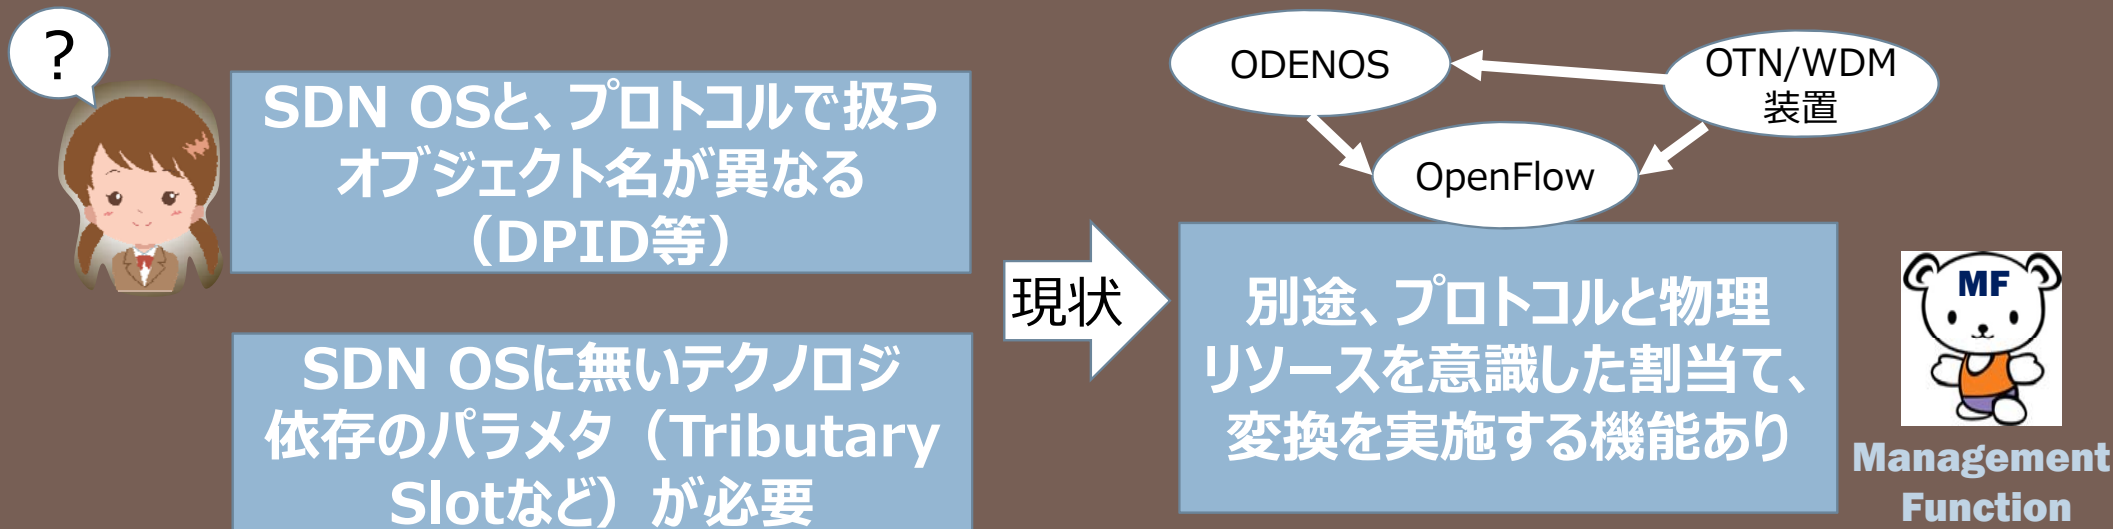 ?
SDN OSと、プロトコルで扱う
オブジェクト名が異なる
（DPID等）
SDN OSに無いテクノロジ
依存のパラメタ（Tributary
Slotなど）が必要
現状
ODENOS
OTN/WDM
装置
OpenFlow
別途、プロトコルと物理
リソースを意識した割当て、
変換を実施する機能あり
MF
Management
Function